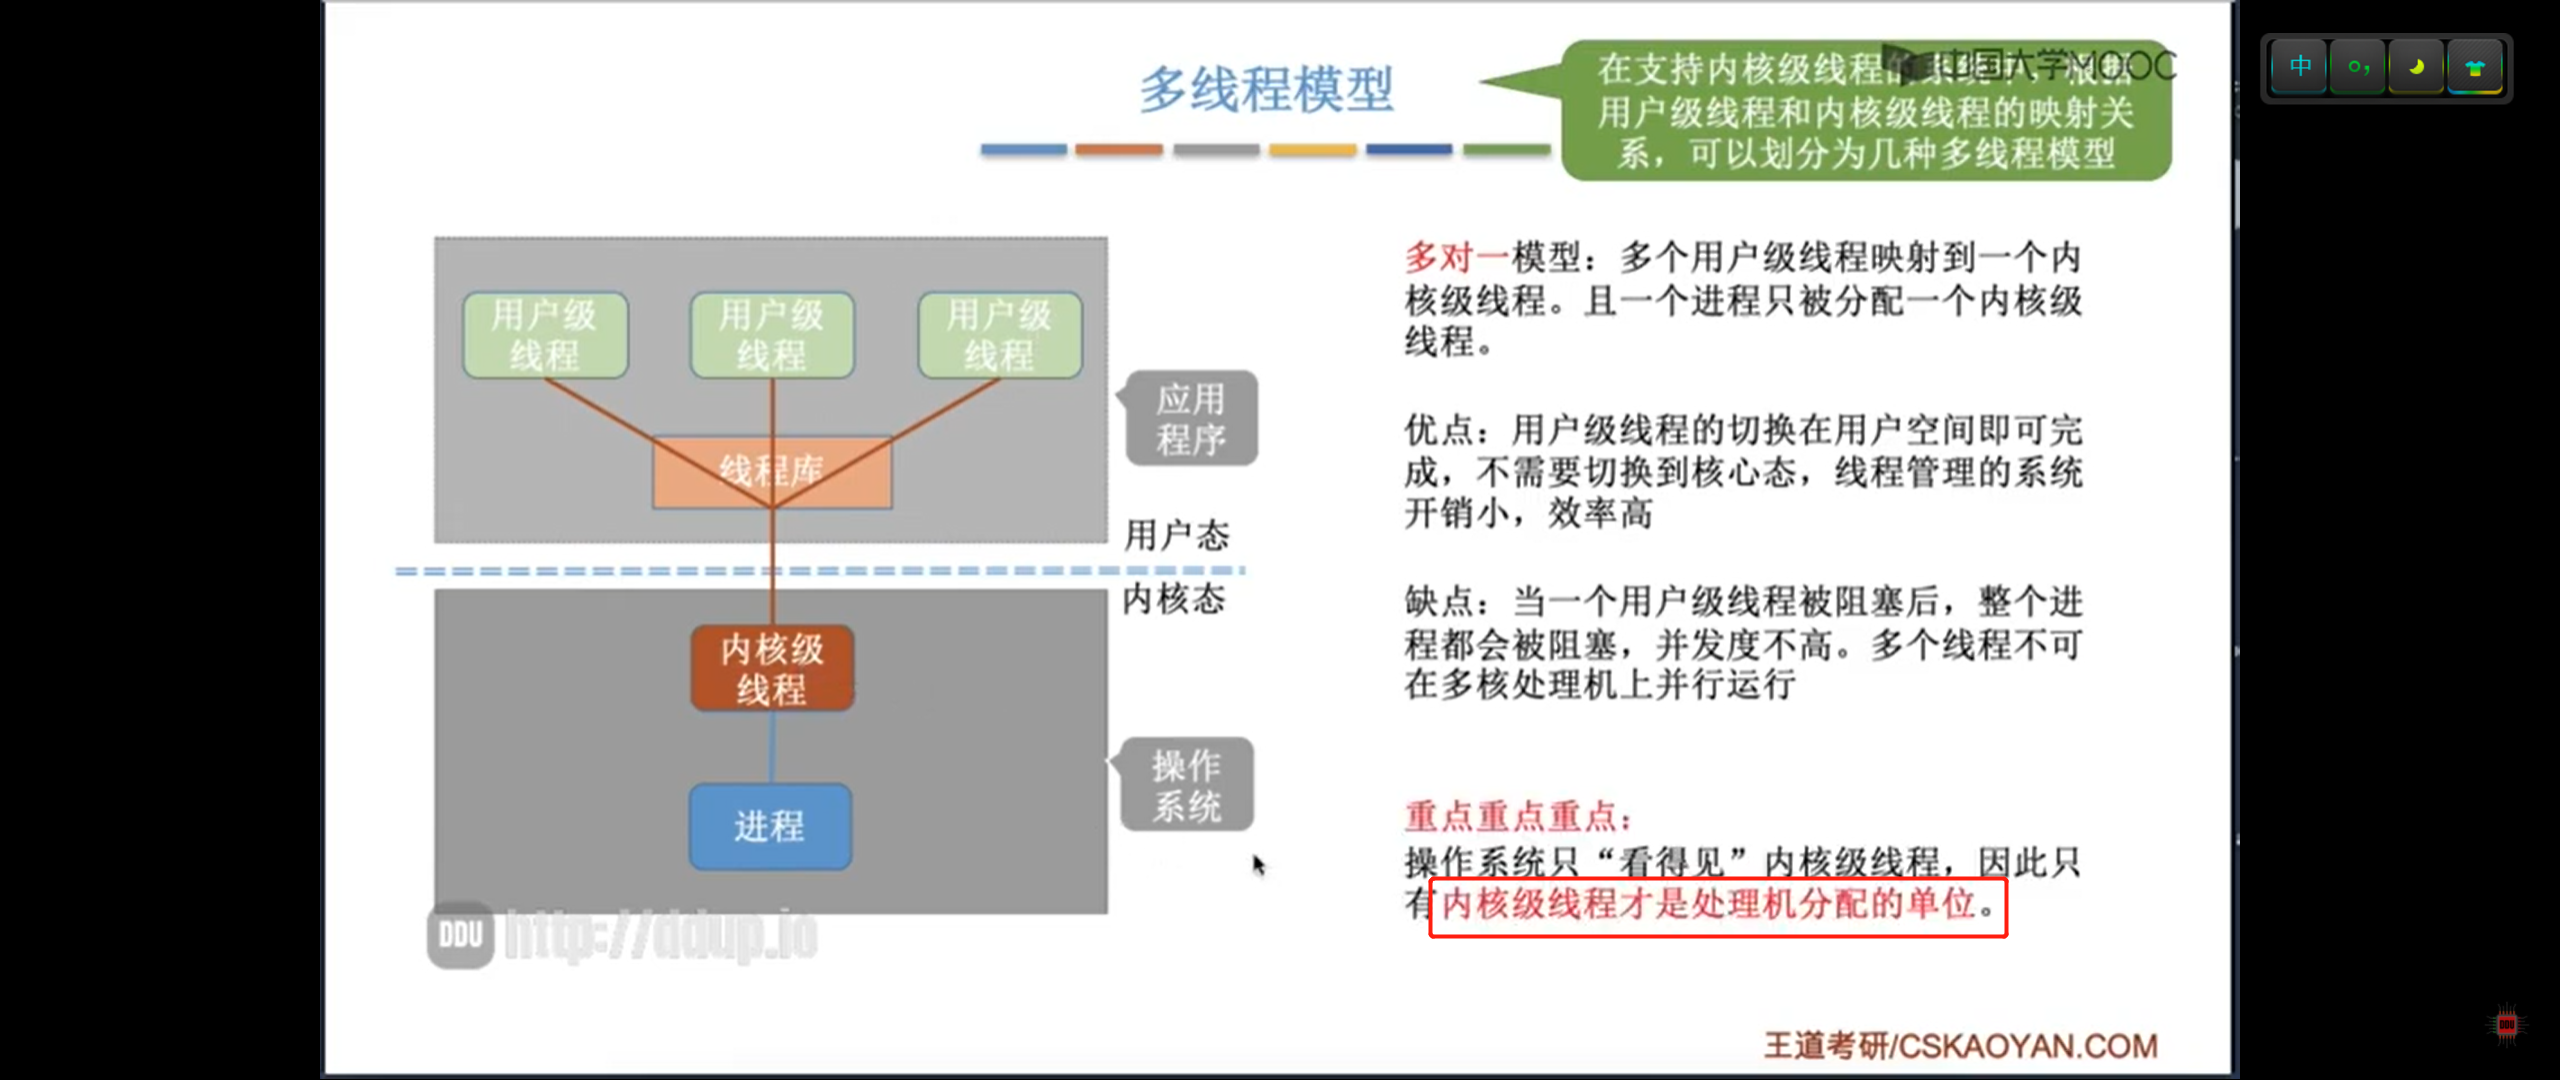 多线程模型
在支持内核级线程的系统中，根据
用户级线程和内核级线程的映射关
系，可以划分为几种多线程模型
中国大学MOOC
中
用户级
线程
用户级
线程
用户级
线程
线程库
应用
程序
用户态
内核态
内核级
线程
进程
操作
系统
多对一模型：多个用户级线程映射到一个内
核级线程。且一个进程只被分配一个内核级
线程。
优点：用户级线程的切换在用户空间即可完
成，不需要切换到核心态，线程管理的系统
开销小，效率高
缺点：当一个用户级线程被阻塞后，整个进
程都会被阻塞，并发度不高。多个线程不可
在多核处理机上并行运行
重点重点重点：
操作系统只“看得见”内核级线程，因此只
有内核级线程才是处理机分配的单位。
DDU http://ddup.io
王道考研/CSKAOYAN.COM
DDU